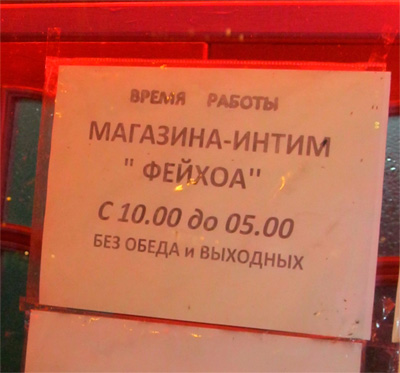 ВРЕМЯ РАБОТЫ
МАГАЗИНА-ИНТИМ
" ФЕЙХОА"
С 10.00 до 05.00
БЕЗ ОБЕДА и ВЫХОДНЫХ